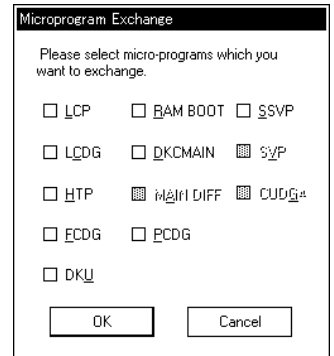 Microprogram Exchange
Please select micro-programs which you
want to exchange.
LCP RAM BOOT SSVP
LCDG DKCMAIN SVP
HTP MAIN DIFF CUDG*
FCDG PCDG
DKU
OK Cancel